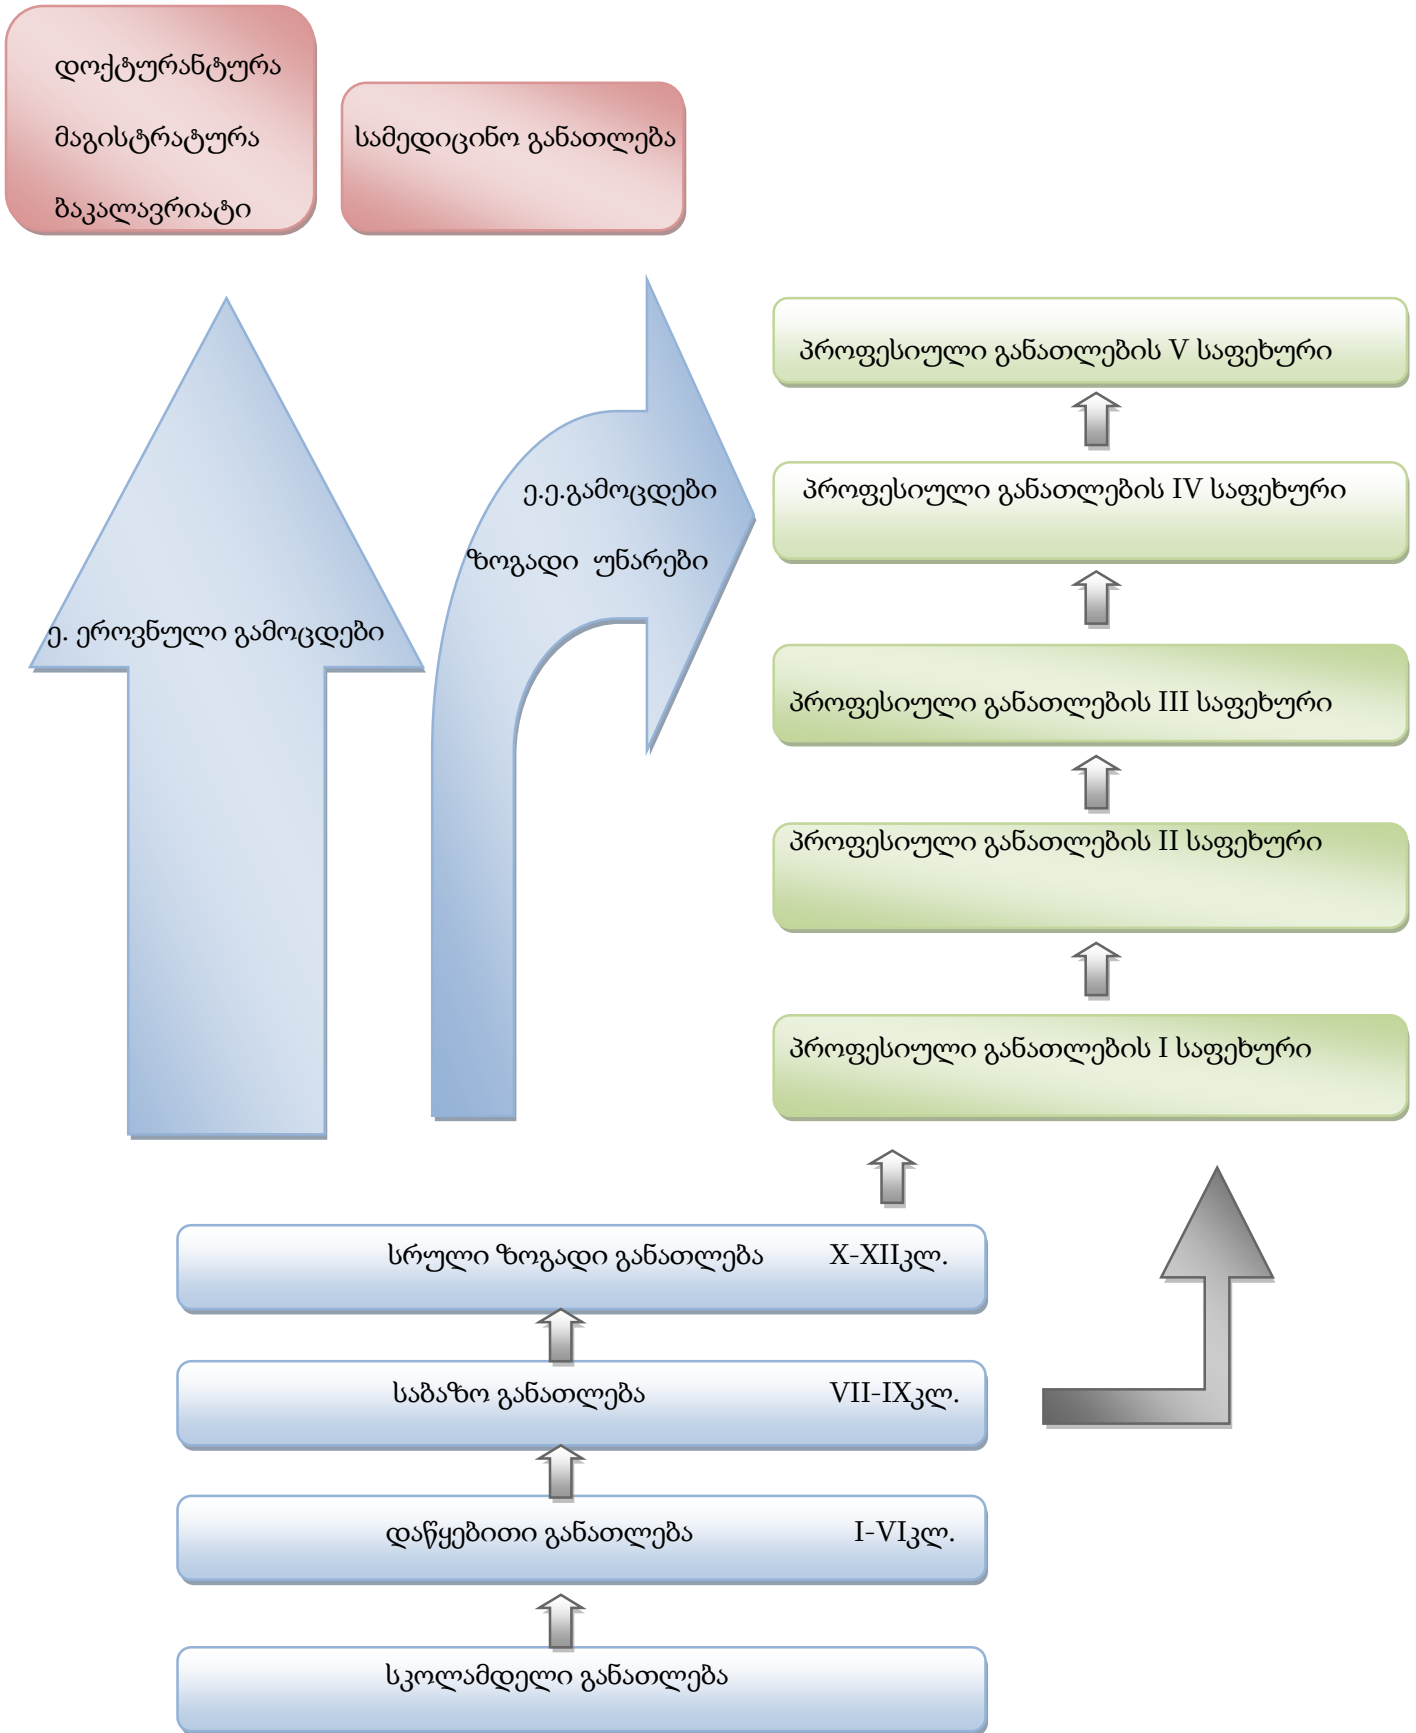 დოქტურანტურა
მაგისტრატურა
ბაკალავრიატი
სამედიცინო განათლება
ე. ეროვნული გამოცდები
ე.ე.გამოცდები
ზოგადი უნარები
პროფესიული განათლების V საფეხური
პროფესიული განათლების IV საფეხური
პროფესიული განათლების III საფეხური
პროფესიული განათლების II საფეხური
პროფესიული განათლების I საფეხური
სრული ზოგადი განათლება X-XIIკლ.
საბაზო განათლება VII-IXკლ.
დაწყებითი განათლება I-VIკლ.
სკოლამდელი განათლება